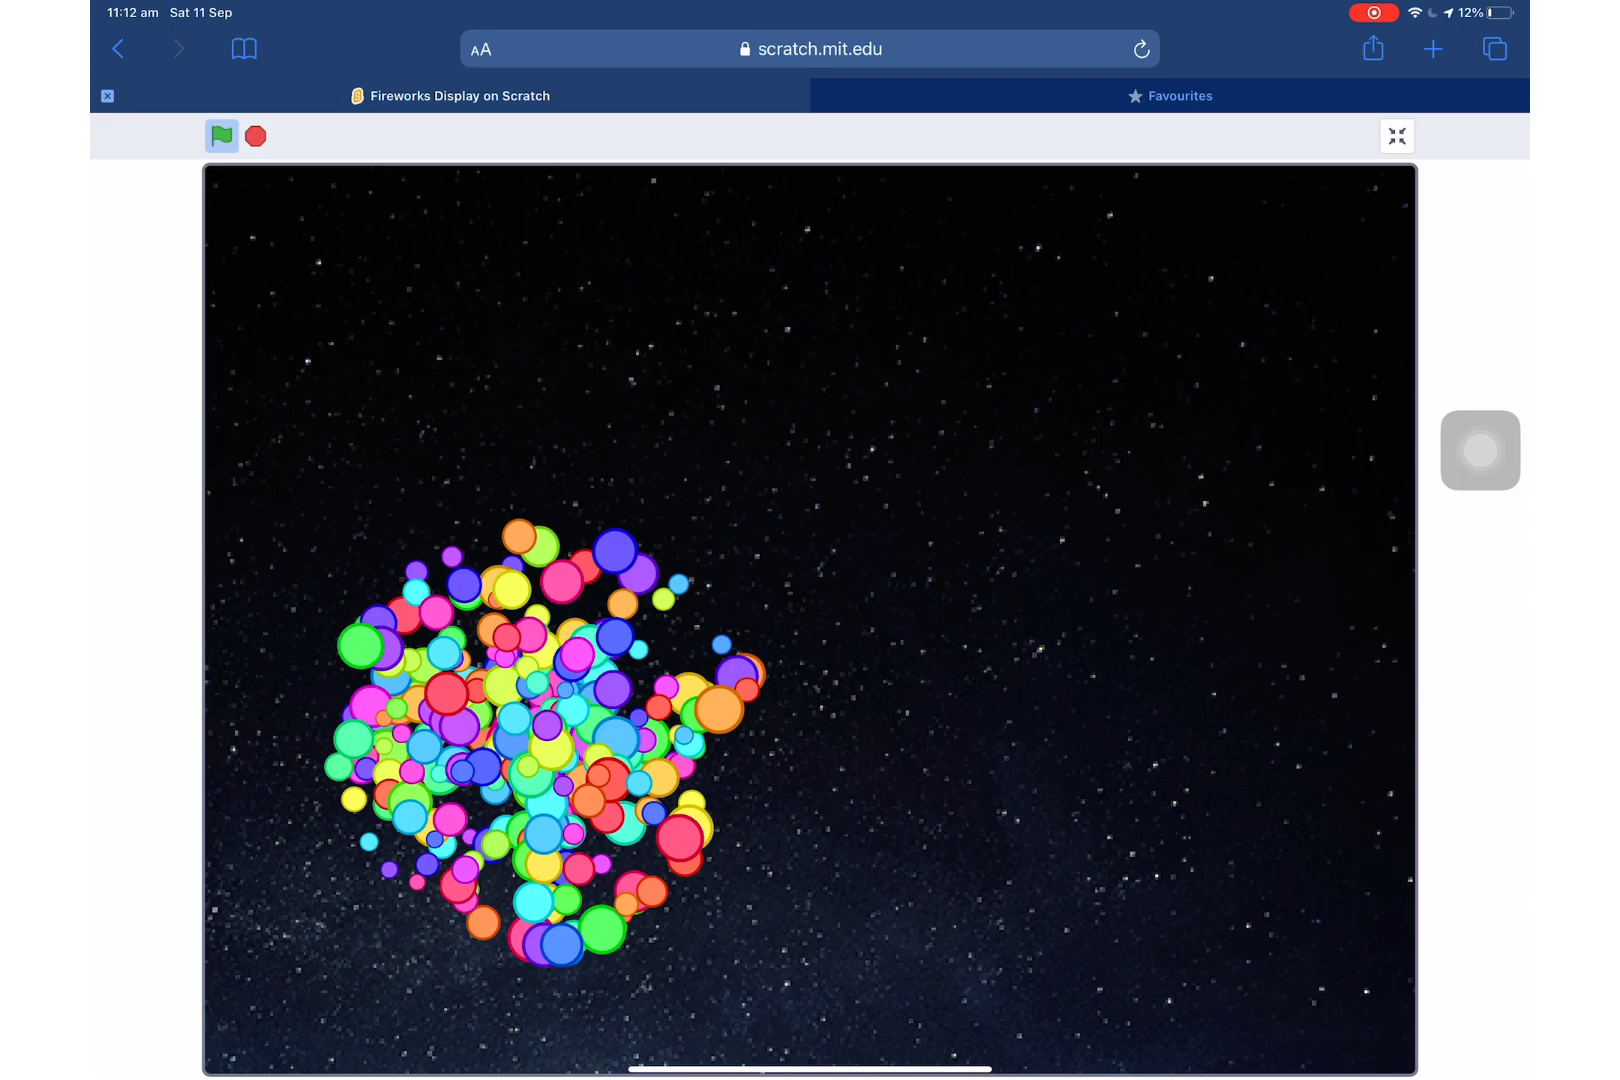 11:12 am Sat 11 Sep
12%
AA scratch.mit.edu
Fireworks Display on Scratch
Favourites